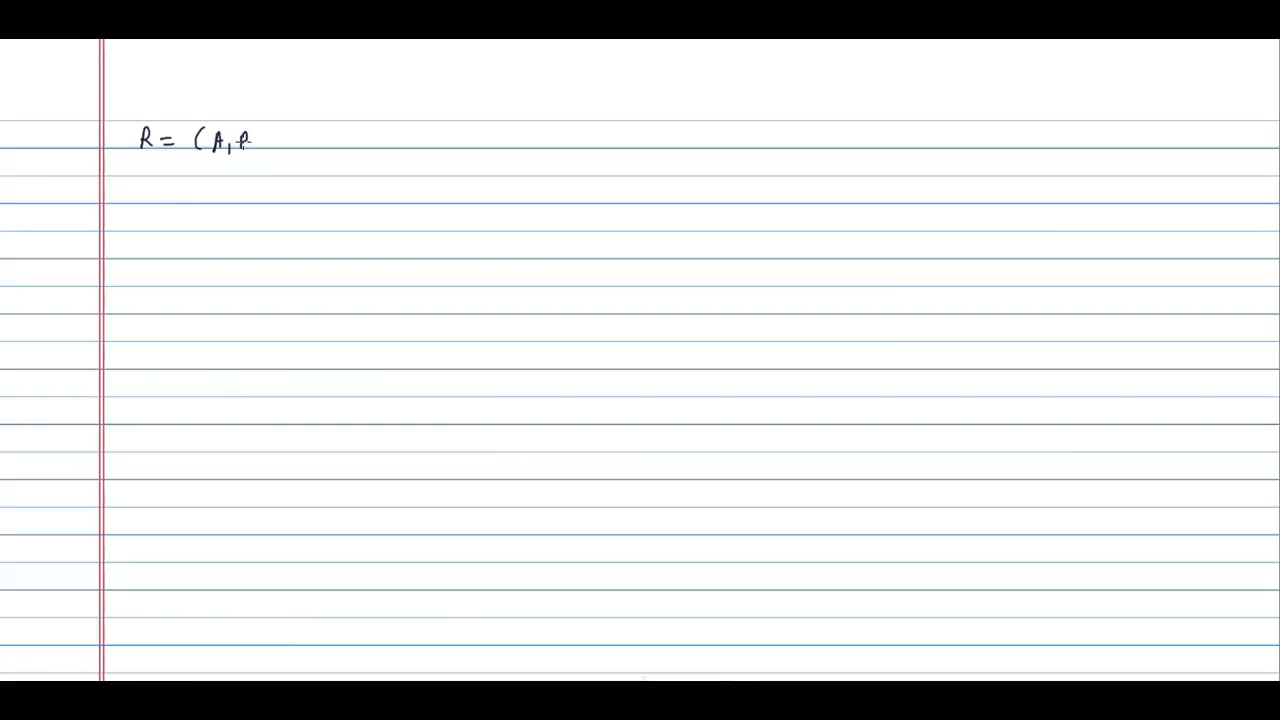 R = (A,